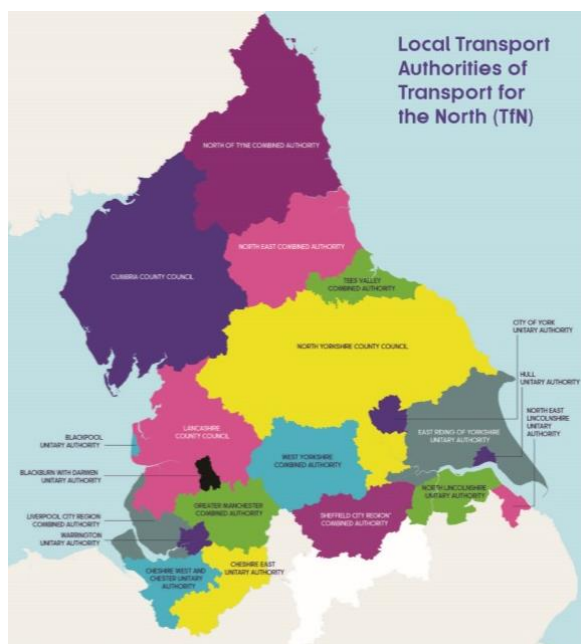 Local Transport
Authorities of
Transport for
the North (TfN)
NORTH OF TYNE COMBINED AUTHORITY
NORTH EAST COMBINED AUTHORITY
CUMBRIA COUNTY COUNCIL
TEES VALLEY
COMBINED AUTHORITY
CITY OF YORK
UNITARY AUTHORITY
NORTH YORKSHIRE COUNTY COUNCIL
HULL
UNITARY AUTHORITY
NORTH EAST
LINCOLNSHIRE
UNITARY
AUTHORITY
LANCASHIRE
COUNTY COUNCIL
EAST RIDING OF YORKSHIRE
UNITARY AUTHORITY
BLACKPOOL
UNITARY AUTHORITY
WEST YORKSHIRE
COMBINED AUTHORITY
BLACKBURN WITH DARWEN
UNITARY AUTHORITY
NORTH LINCOLNSHIRE
UNITARY AUTHORITY
GREATER MANCHESTER
COMBINED AUTHORITY
SHEFFIELD CITY REGION'
COMBINED AUTHORITY
LIVERPOOL CITY REGION
COMBINED AUTHORITY
WARRINGTON
UNITARY AUTHORITY
CHESHIRE EAST
UNITARY AUTHORITY
CHESHIRE WEST AND
CHESTER UNITARY
AUTHORITY